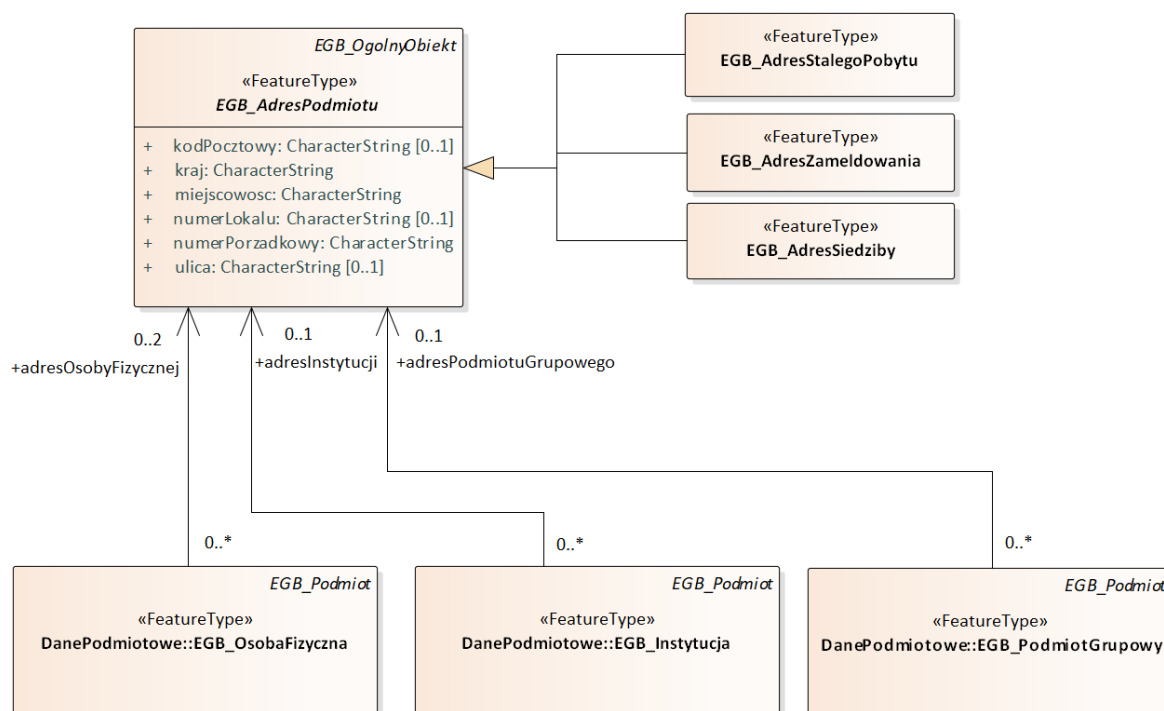 EGB_OgolnyObiekt
«FeatureType»
EGB_AdresPodmiotu
+ kodPocztowy: CharacterString [0..1]
+ kraj: CharacterString
+ miejscowosc: CharacterString
+ numerLokalu: CharacterString [0..1]
+ numerPorzadkowy: CharacterString
+ ulica: CharacterString [0..1]
«FeatureType»
EGB_AdresStalegoPobytu
«FeatureType»
EGB_AdresZameldowania
«FeatureType»
EGB_AdresSiedziby
0..2
+adresOsobyFizycznej
0..1
+adresInstytucji
0..1
+adresPodmiotuGrupowego
0..*
0..*
0..*
EGB_Podmiot
«FeatureType»
DanePodmiotowe::EGB_OsobaFizyczna
EGB_Podmiot
«FeatureType»
DanePodmiotowe::EGB_Instytucja
EGB_Podmiot
«FeatureType»
DanePodmiotowe::EGB_PodmiotGrupowy